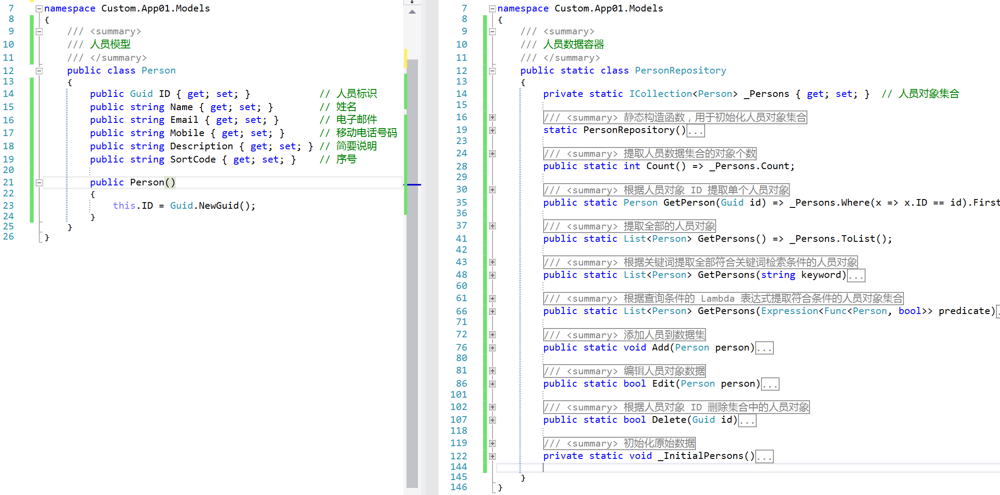 7 namespace Custom.App01.Models
8 {
9 /// <summary>
10 /// 人员模型
11 /// </summary>
12 public class Person
13 {
14 public Guid ID { get; set; } // 人员标识
15 public string Name { get; set; } // 姓名
16 public string Email { get; set; } // 电子邮件
17 public string Mobile { get; set; } // 移动电话号码
18 public string Description { get; set; } // 简要说明
19 public string SortCode { get; set; } // 序号
20
21 public Person()
22 {
23 this.ID = Guid.NewGuid();
24 }
25 }
26 }
7 namespace Custom.App01.Models
8 {
9 /// <summary>
10 /// 人员数据容器
11 /// </summary>
12 public static class PersonRepository
13 {
14 private static ICollection<Person> _Persons { get; set; } // 人员对象集合
15
16 /// <summary> 静态构造函数，用于初始化人员对象集合
19 static PersonRepository()...
23
24 /// <summary> 提取人员数据集合的对象个数
28 public static int Count() => _Persons.Count;
29
30 /// <summary> 根据人员对象 ID 提取单个人员对象
35 public static Person GetPerson(Guid id) => _Persons.Where(x => x.ID == id).First
36
37 /// <summary> 提取全部的人员对象
41 public static List<Person> GetPersons() => _Persons.ToList();
42
43 /// <summary> 根据关键词提取全部符合关键词检索条件的人员对象
48 public static List<Person> GetPersons(string keyword)...
60
61 /// <summary> 根据查询条件的 Lambda 表达式提取符合条件的人员对象集合
66 public static List<Person> GetPersons(Expression<Func<Person, bool>> predicate).
71
72 /// <summary> 添加人员到数据集
76 public static void Add(Person person)...
80
81 /// <summary> 编辑人员对象数据
86 public static bool Edit(Person person)...
101
102 /// <summary> 根据人员对象 ID 删除集合中的人员对象
107 public static bool Delete(Guid id)...
118
119 /// <summary> 初始化原始数据
122 private static void _InitialPersons()...
144
145 }
146 }